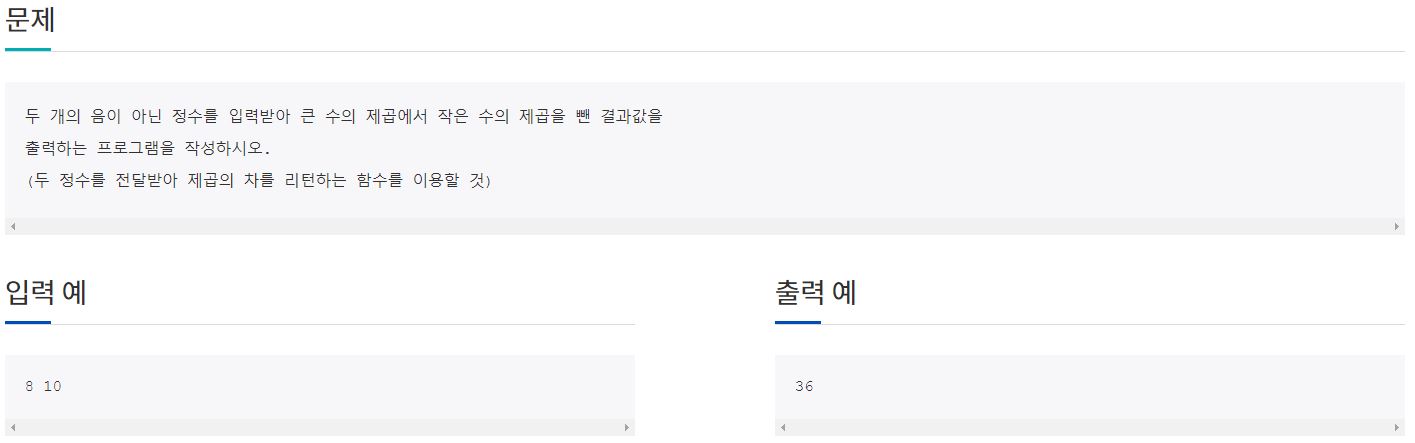 문제
두 개의 음이 아닌 정수를 입력받아 큰 수의 제곱에서 작은 수의 제곱을 뺀 결과값을
출력하는 프로그램을 작성하시오.
(두 정수를 전달받아 제곱의 차를 리턴하는 함수를 이용할 것)
입력 예
8 10
출력 예
36